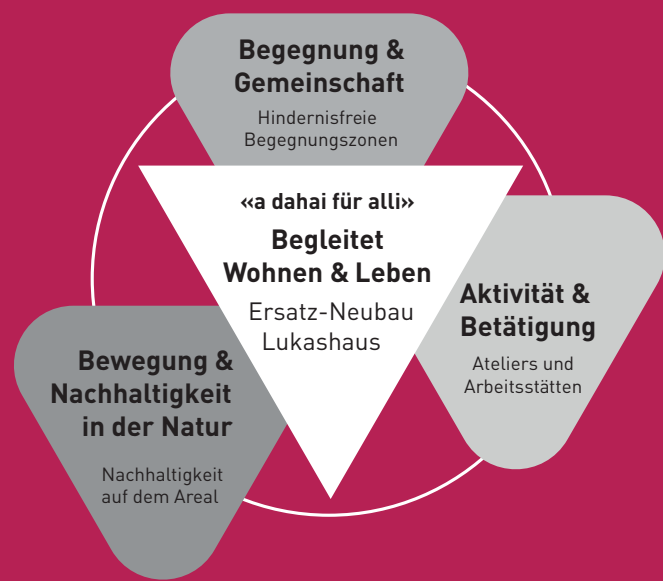 Begegnung &
Gemeinschaft
Hindernisfreie
Begegnungszonen
«a dahai für alli»
Begleitet
Wohnen & Leben
Ersatz-Neubau
Lukashaus
Aktivität &
Betätigung
Ateliers und
Arbeitsstätten
Bewegung &
Nachhaltigkeit
in der Natur
Nachhaltigkeit
auf dem Areal